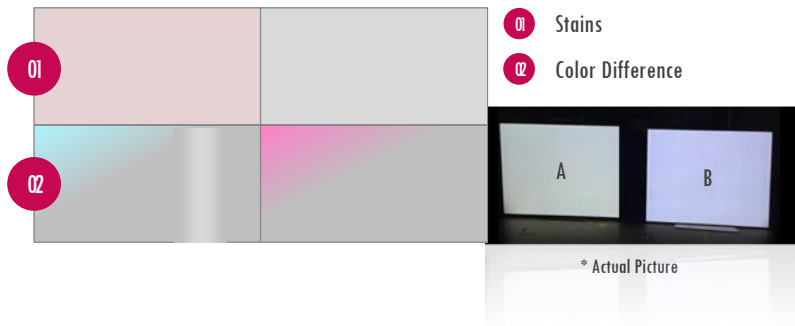 01
02
01 Stains
02 Color Difference
A
B
* Actual Picture